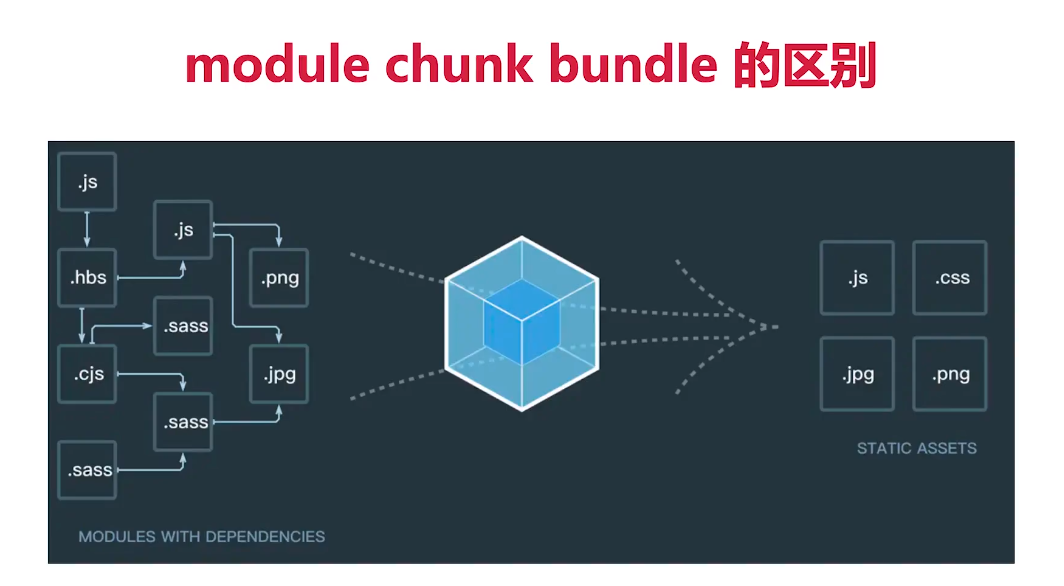 module chunk bundle 的区别
.js
.js
.hbs
.png
.sass
.cjs
.jpg
.sass
.sass
MODULES WITH DEPENDENCIES
.js
.css
.jpg
.png
STATIC ASSETS